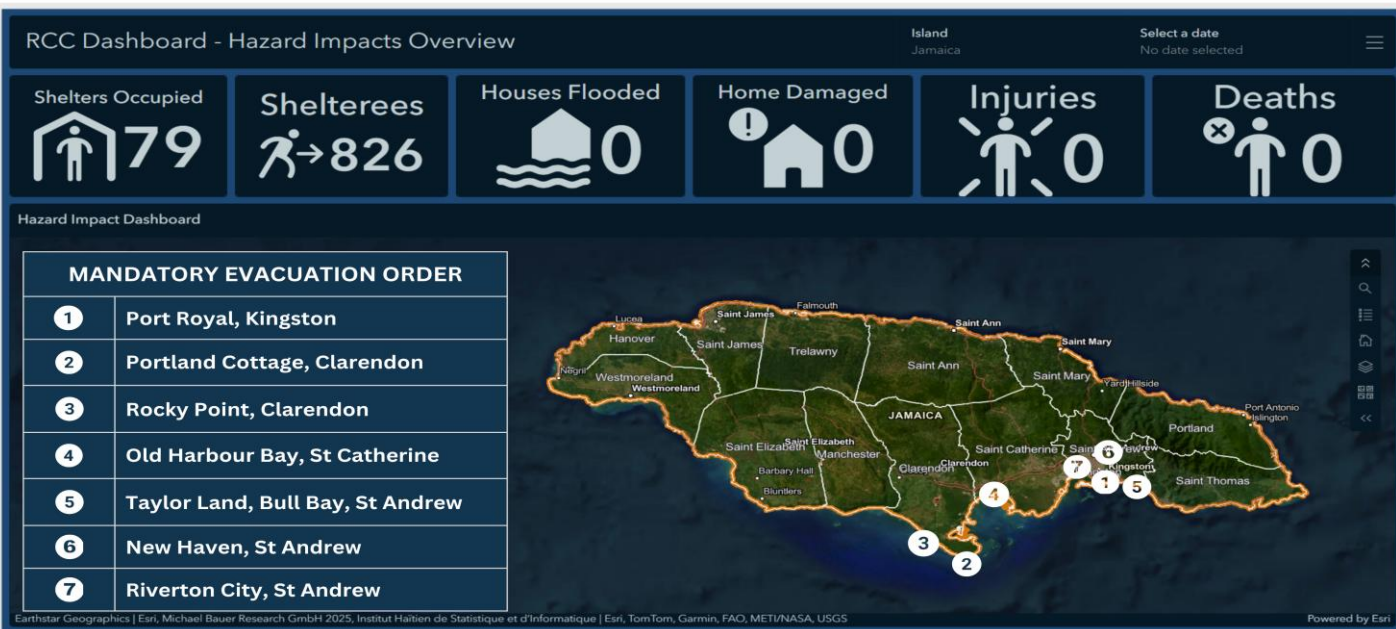 RCC Dashboard - Hazard Impacts Overview
Island
Jamaica
Select a date
No date selected
Shelters Occupied
79
Shelterees
826
Houses Flooded
0
Home Damaged
0
Injuries
0
Deaths
0
Hazard Impact Dashboard
MANDATORY EVACUATION ORDER
1 Port Royal, Kingston
2 Portland Cottage, Clarendon
3 Rocky Point, Clarendon
4 Old Harbour Bay, St Catherine
5 Taylor Land, Bull Bay, St Andrew
6 New Haven, St Andrew
7 Riverton City, St Andrew
Falmouth
Lucea
Saint James
Saint Ann
Hanover
Saint James
Trelawny
Saint Mary
Saint Ann
Saint Mary
Negril
Westmoreland
Westmoreland
Yard Hillside
Port Antonio
Islington
JAMAICA
Portland
Saint Elizabeth
Saint Elizabeth
Manchester
Saint Catherine
6
Clarendon
Clarendon
7
Kingston
Barbary Hall
Saint Thomas
1
5
Bluntiers
4
3
2
Earthstar Geographics | Esri, Michael Bauer Research GmbH 2025, Institut Haïtien de Statistique et d'Informatique | Esri, TomTom, Garmin, FAO, METI/NASA, USGS
Powered by Esri